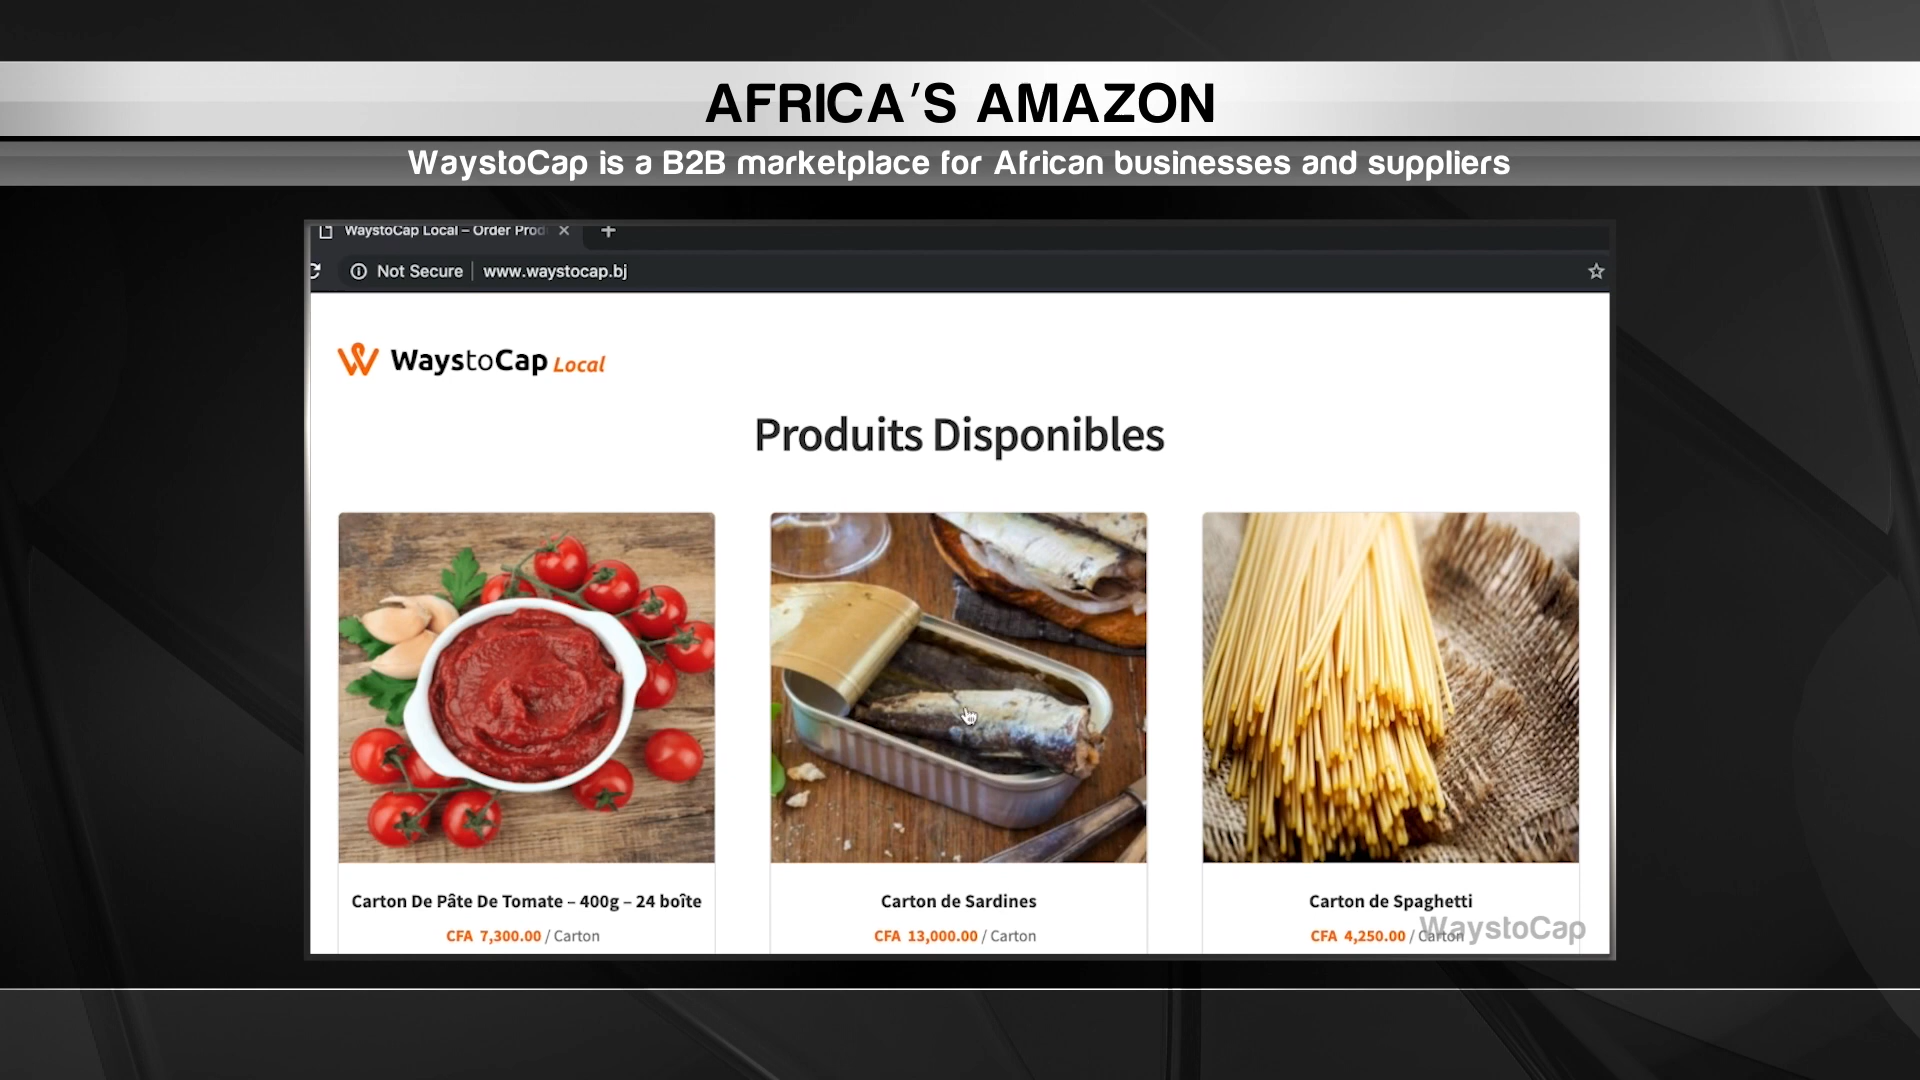 AFRICA'S AMAZON
WaystoCap is a B2B marketplace for African businesses and suppliers
WaystoCap Local – Order Prod
Not Secure | www.waystocap.bj
WaystoCap Local
Produits Disponibles
Carton De Pâte De Tomate – 400g – 24 boîte
CFA 7,300.00 / Carton
Carton de Sardines
CFA 13,000.00 / Carton
Carton de Spaghetti
CFA 4,250.00 / Carton
WaystoCap